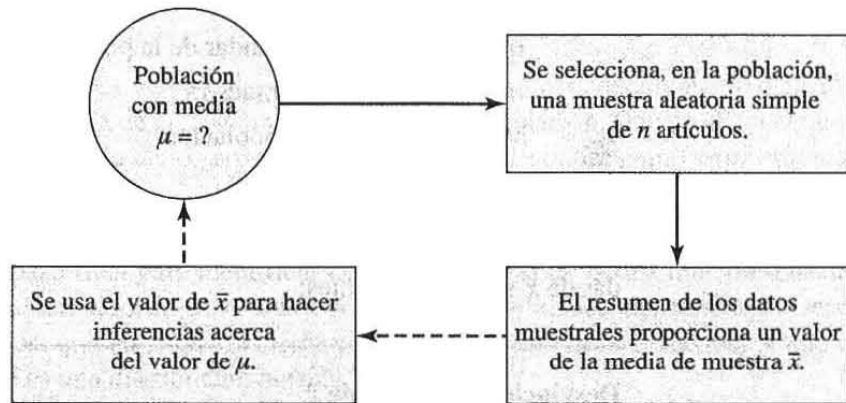 Población
con media
μ = ?
Se selecciona, en la población,
una muestra aleatoria simple
de n artículos.
El resumen de los datos
muestrales proporciona un valor
de la media de muestra x̄.
Se usa el valor de x̄ para hacer
inferencias acerca
del valor de μ.